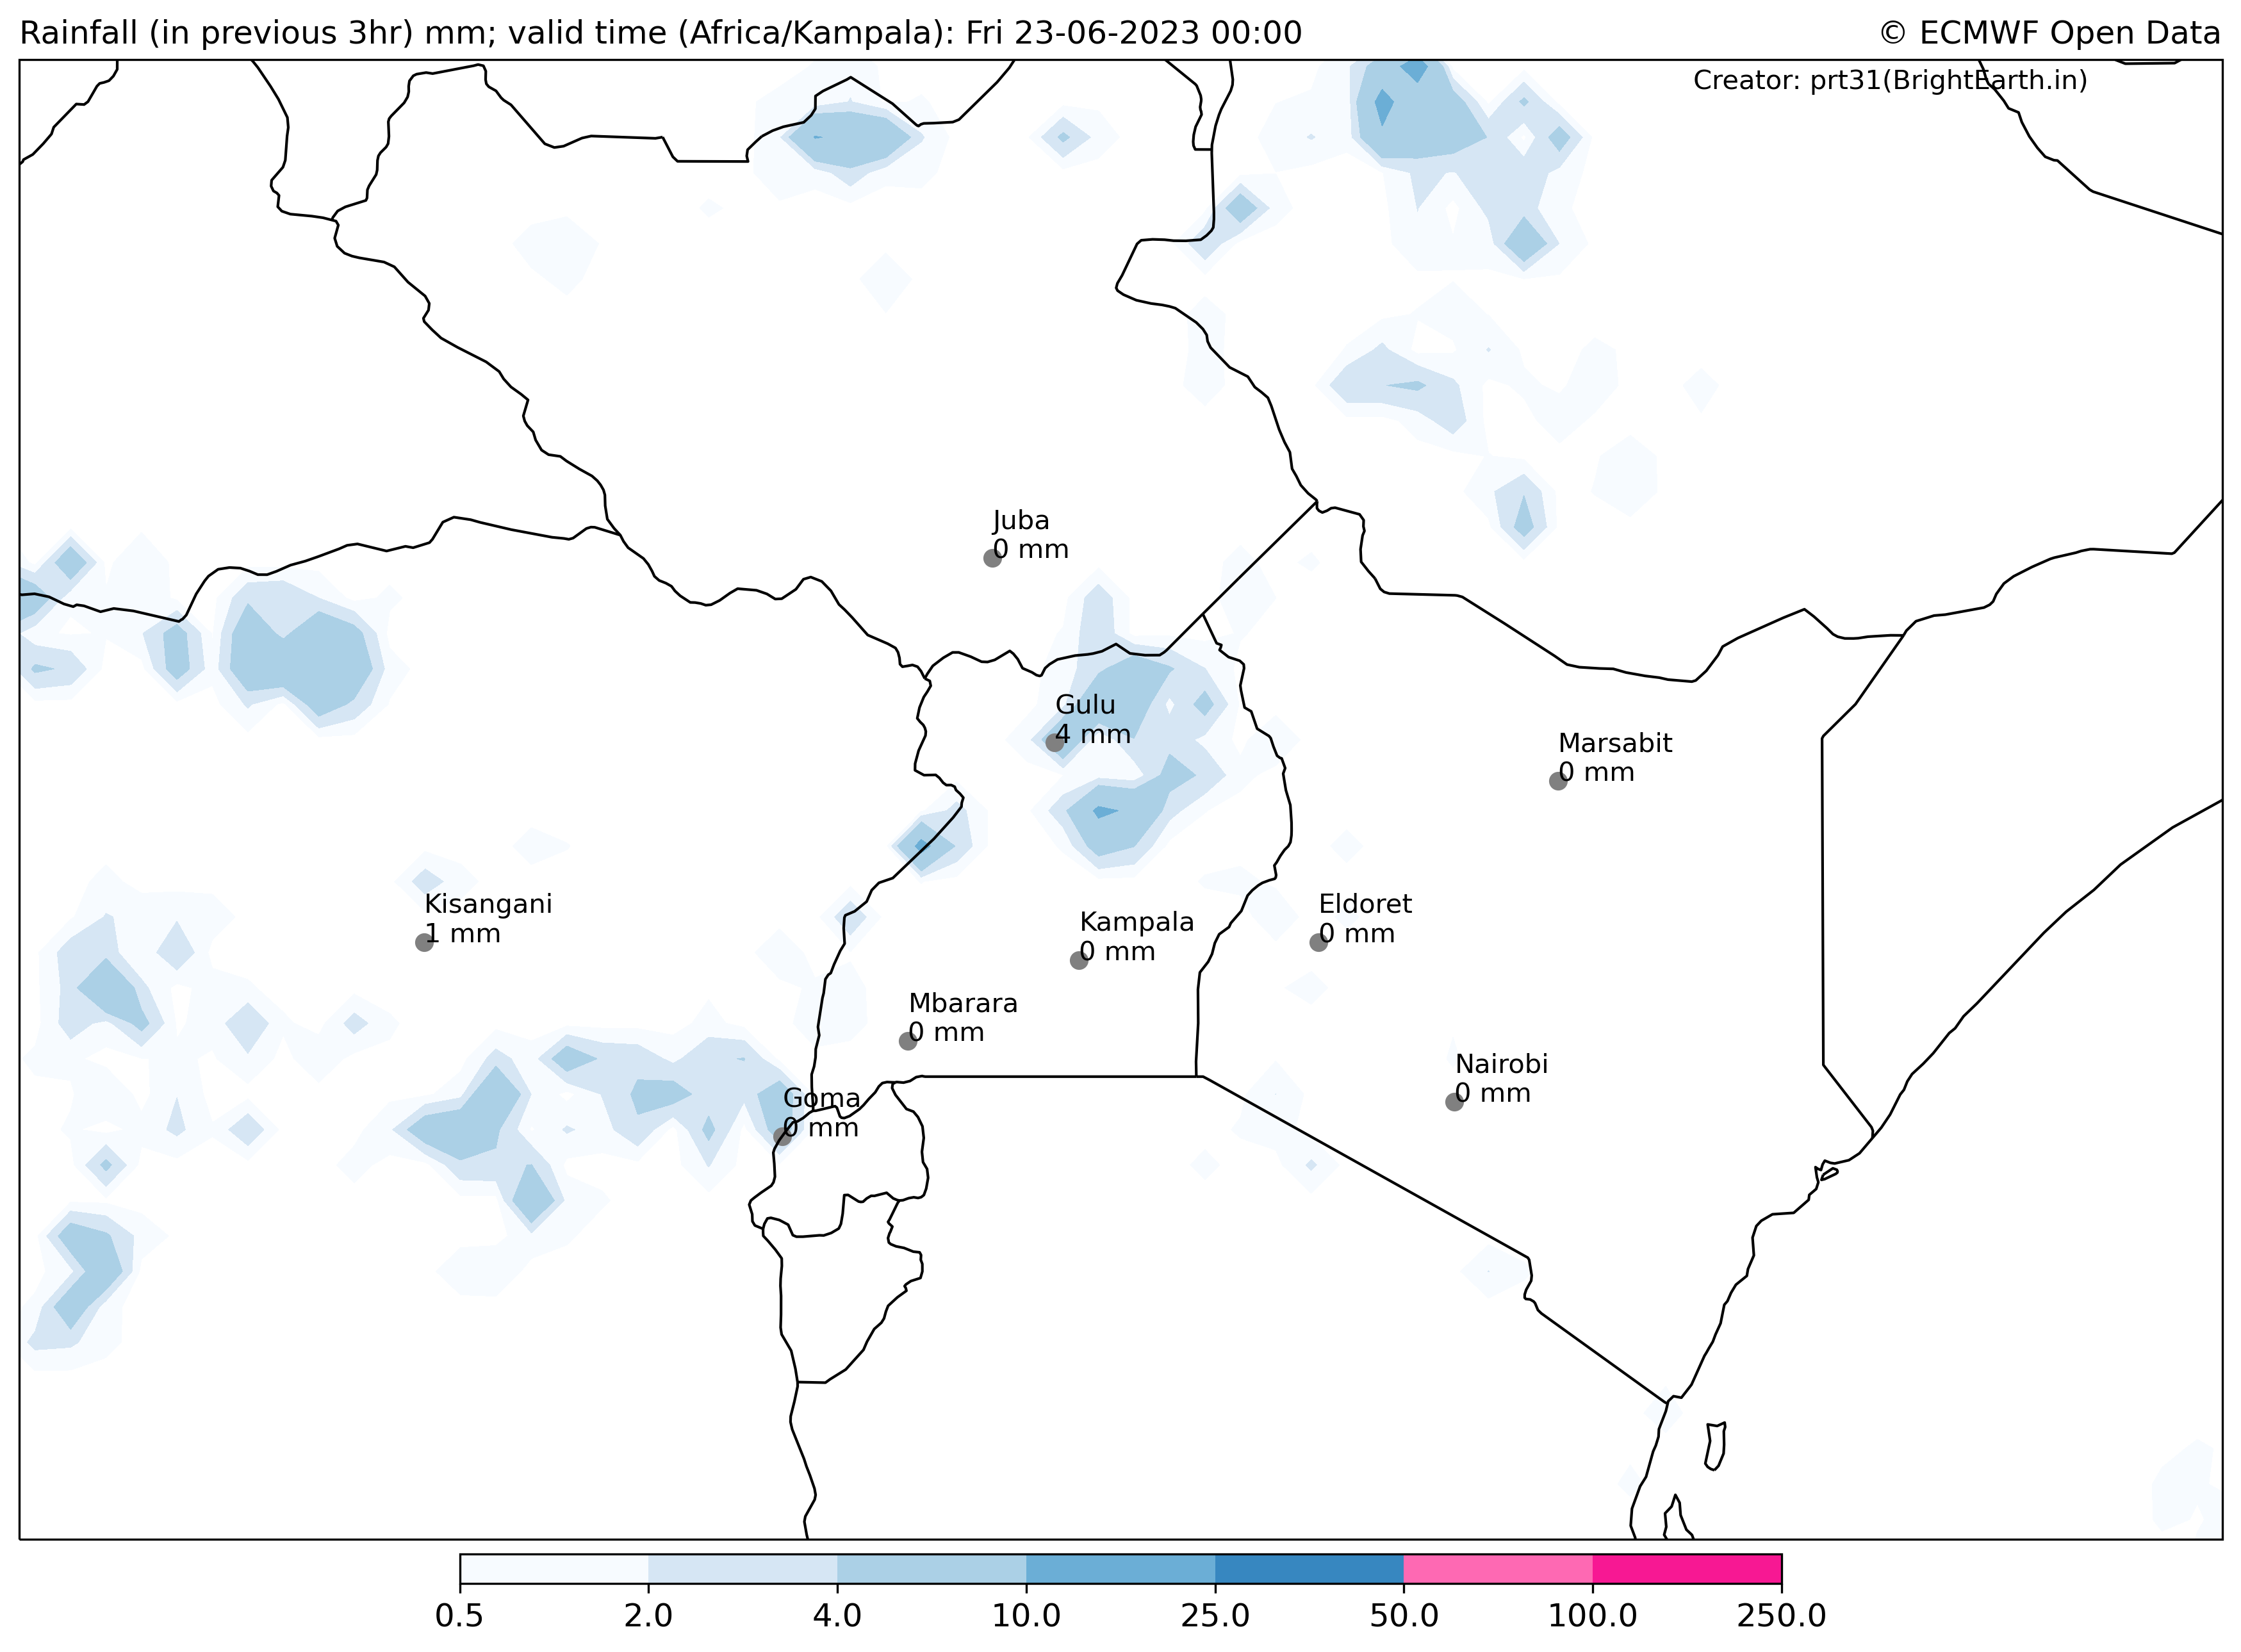 Rainfall (in previous 3hr) mm; valid time (Africa/Kampala): Fri 23-06-2023 00:00
© ECMWF Open Data
Creator: prt31(BrightEarth.in)
Juba
0 mm
Gulu
4 mm
Marsabit
0 mm
Kisangani
1 mm
Kampala
0 mm
Eldoret
0 mm
Mbarara
0 mm
Nairobi
0 mm
Goma
0 mm
0.5 2.0 4.0 10.0 25.0 50.0 100.0 250.0